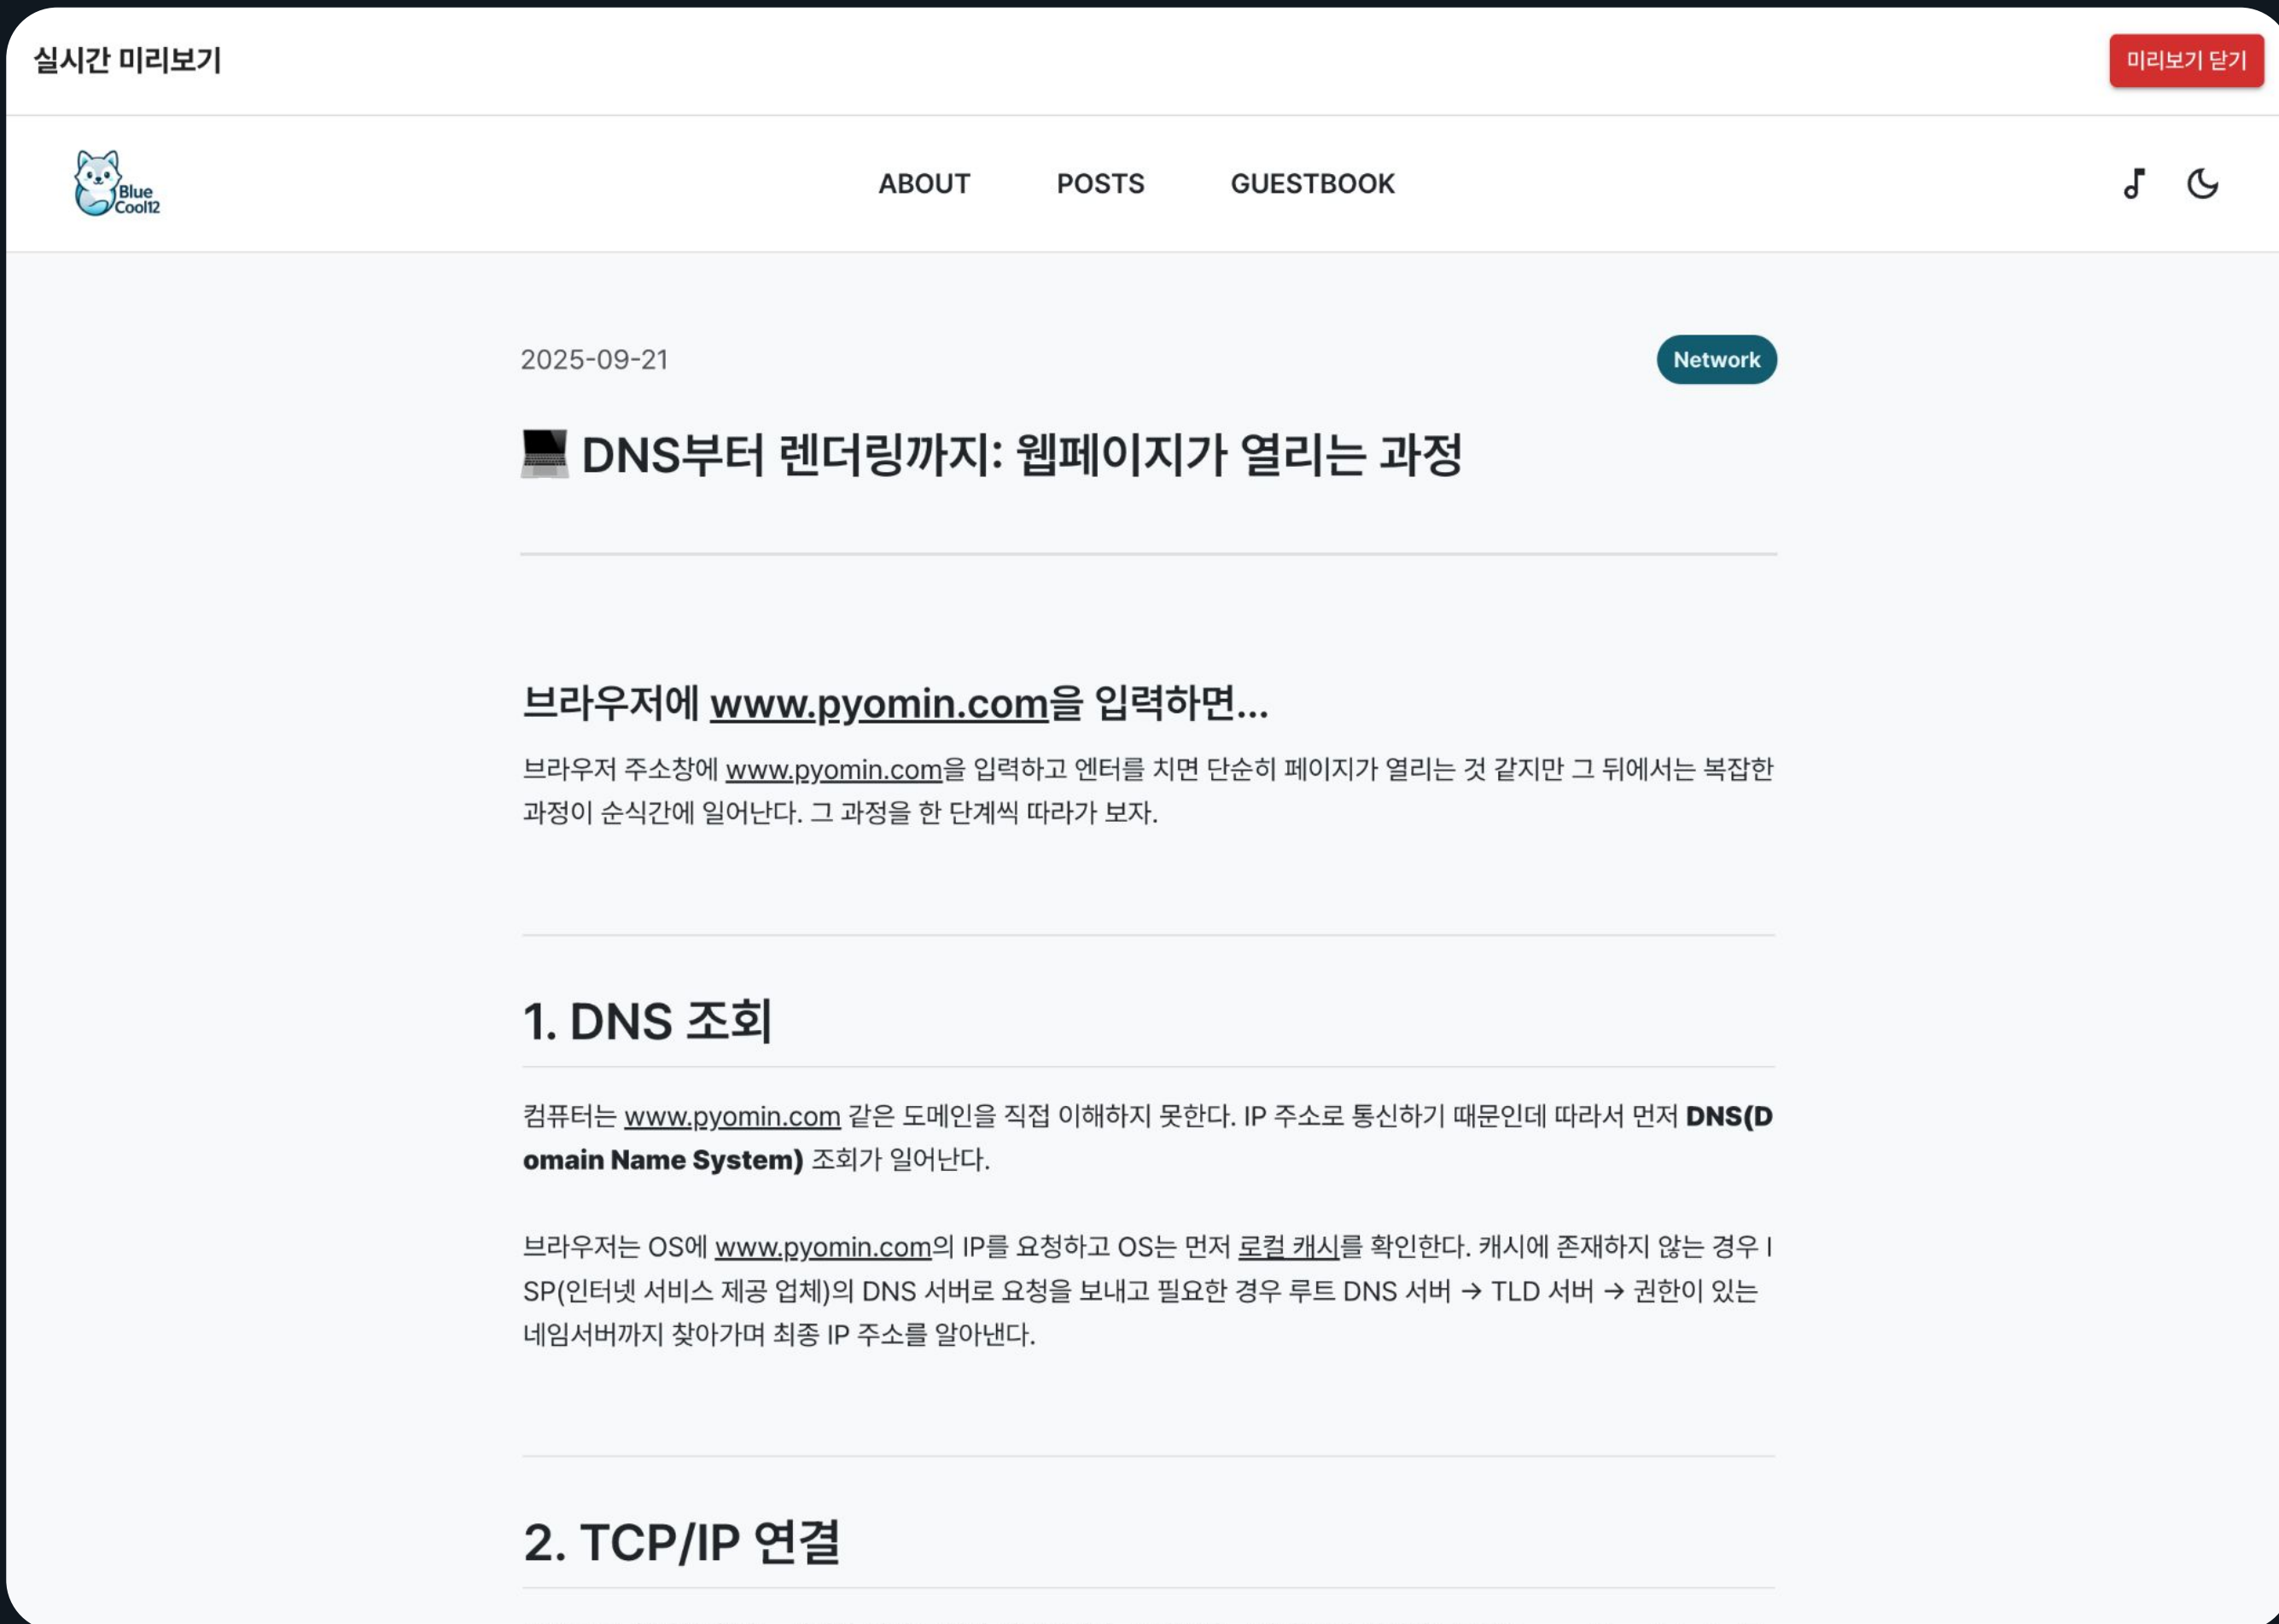 실시간 미리보기
미리보기 닫기
Blue
Cool12
ABOUT
POSTS
GUESTBOOK
2025-09-21
Network
DNS부터 렌더링까지: 웹페이지가 열리는 과정
브라우저에 www.pyomin.com을 입력하면...
브라우저 주소창에 www.pyomin.com을 입력하고 엔터를 치면 단순히 페이지가 열리는 것 같지만 그 뒤에서는 복잡한
과정이 순식간에 일어난다. 그 과정을 한 단계씩 따라가 보자.
1. DNS 조회
컴퓨터는 www.pyomin.com 같은 도메인을 직접 이해하지 못한다. IP 주소로 통신하기 때문인데 따라서 먼저 DNS(D
omain Name System) 조회가 일어난다.
브라우저는 OS에 www.pyomin.com의 IP를 요청하고 OS는 먼저 로컬 캐시를 확인한다. 캐시에 존재하지 않는 경우 I
SP(인터넷 서비스 제공 업체)의 DNS 서버로 요청을 보내고 필요한 경우 루트 DNS 서버 → TLD 서버 → 권한이 있는
네임서버까지 찾아가며 최종 IP 주소를 알아낸다.
2. TCP/IP 연결